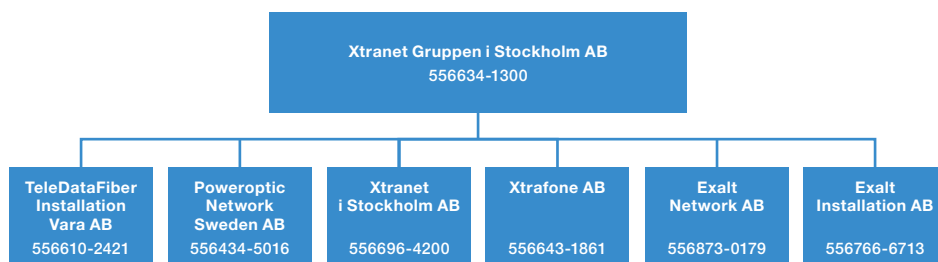 Xtranet Gruppen i Stockholm AB
556634-1300
TeleDataFiber
Installation
Vara AB
556610-2421
Poweroptic
Network
Sweden AB
556434-5016
Xtranet
i Stockholm AB
556696-4200
Xtrafone AB
556643-1861
Exalt
Network AB
556873-0179
Exalt
Installation AB
556766-6713